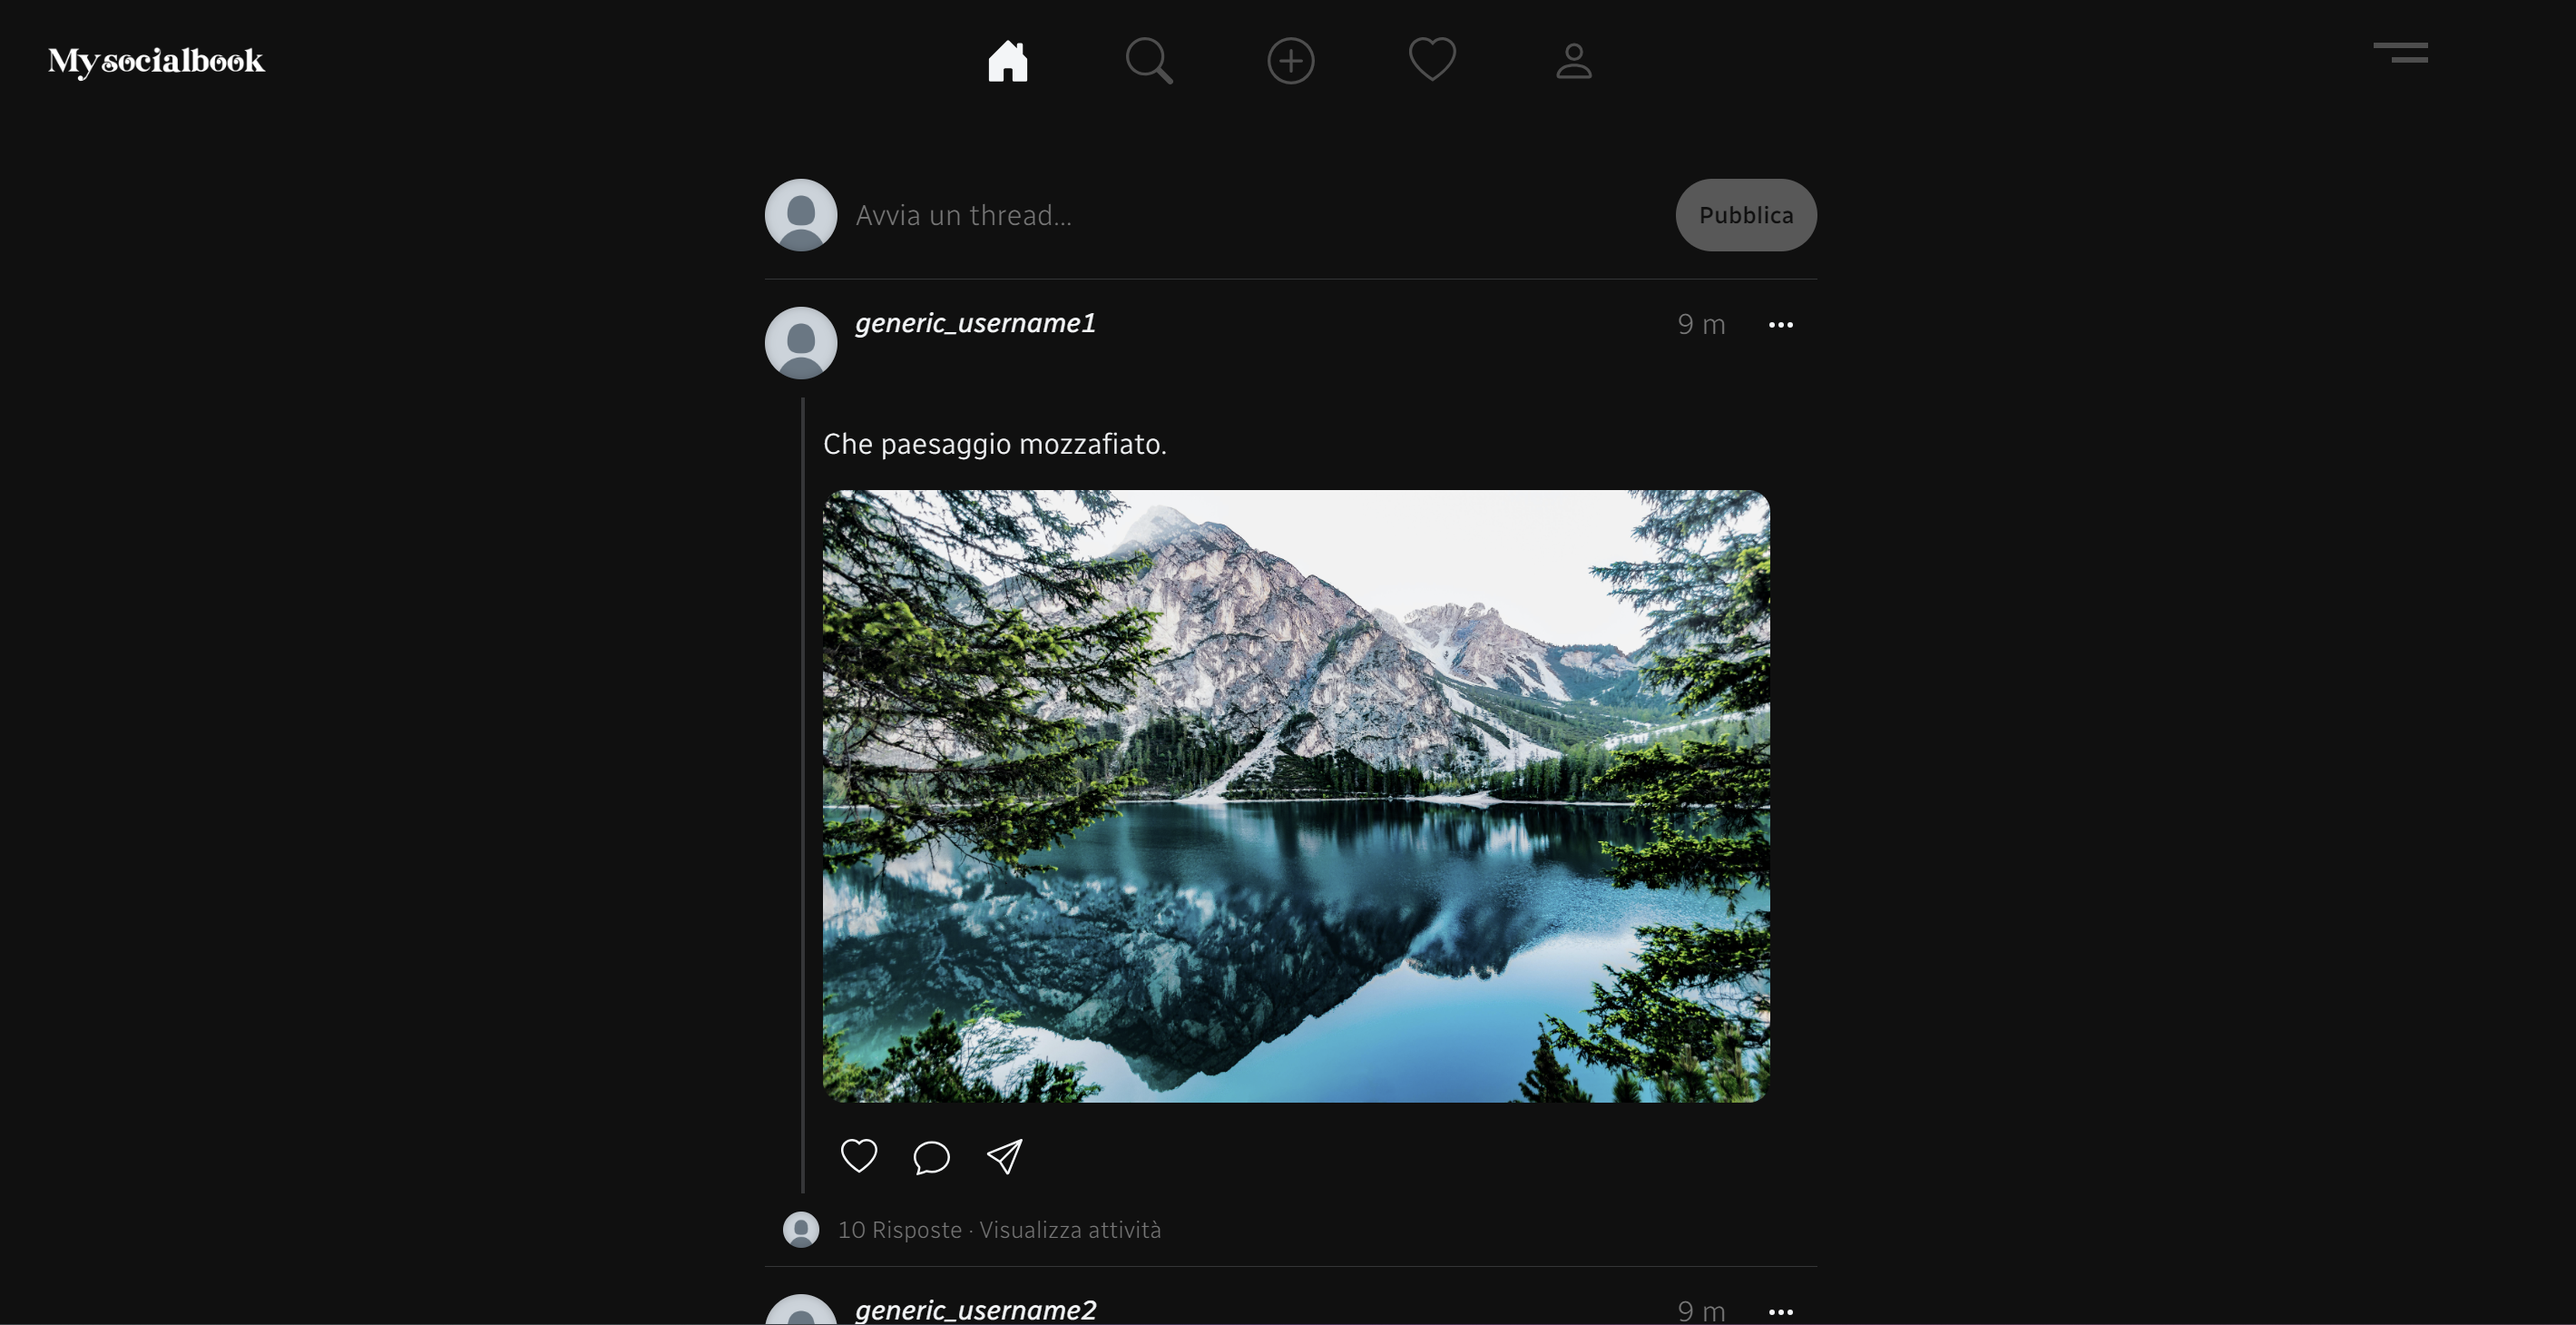 Mysocialbook
Avvia un thread...
Pubblica
generic_username1
9 m
Che paesaggio mozzafiato.
10 Risposte · Visualizza attività
generic_username2
9 m